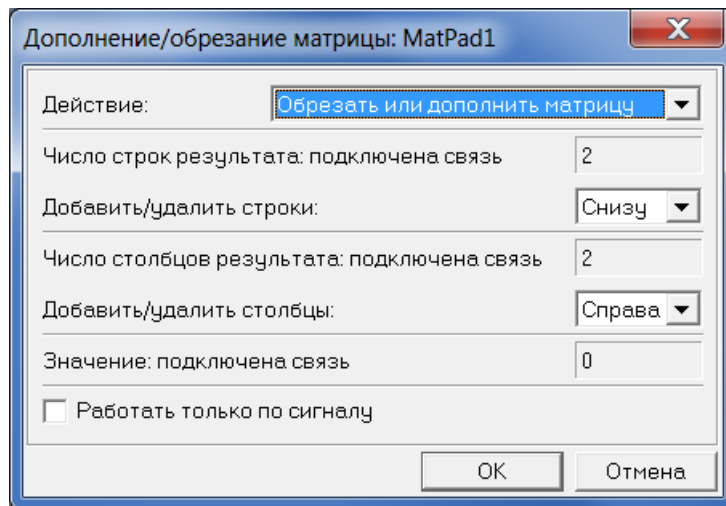 Дополнение/обрезание матрицы: MatPad1
Действие: Обрезать или дополнить матрицу
Число строк результата: подключена связь 2
Добавить/удалить строки: Снизу
Число столбцов результата: подключена связь 2
Добавить/удалить столбцы: Справа
Значение: подключена связь 0
Работать только по сигналу
OK Отмена